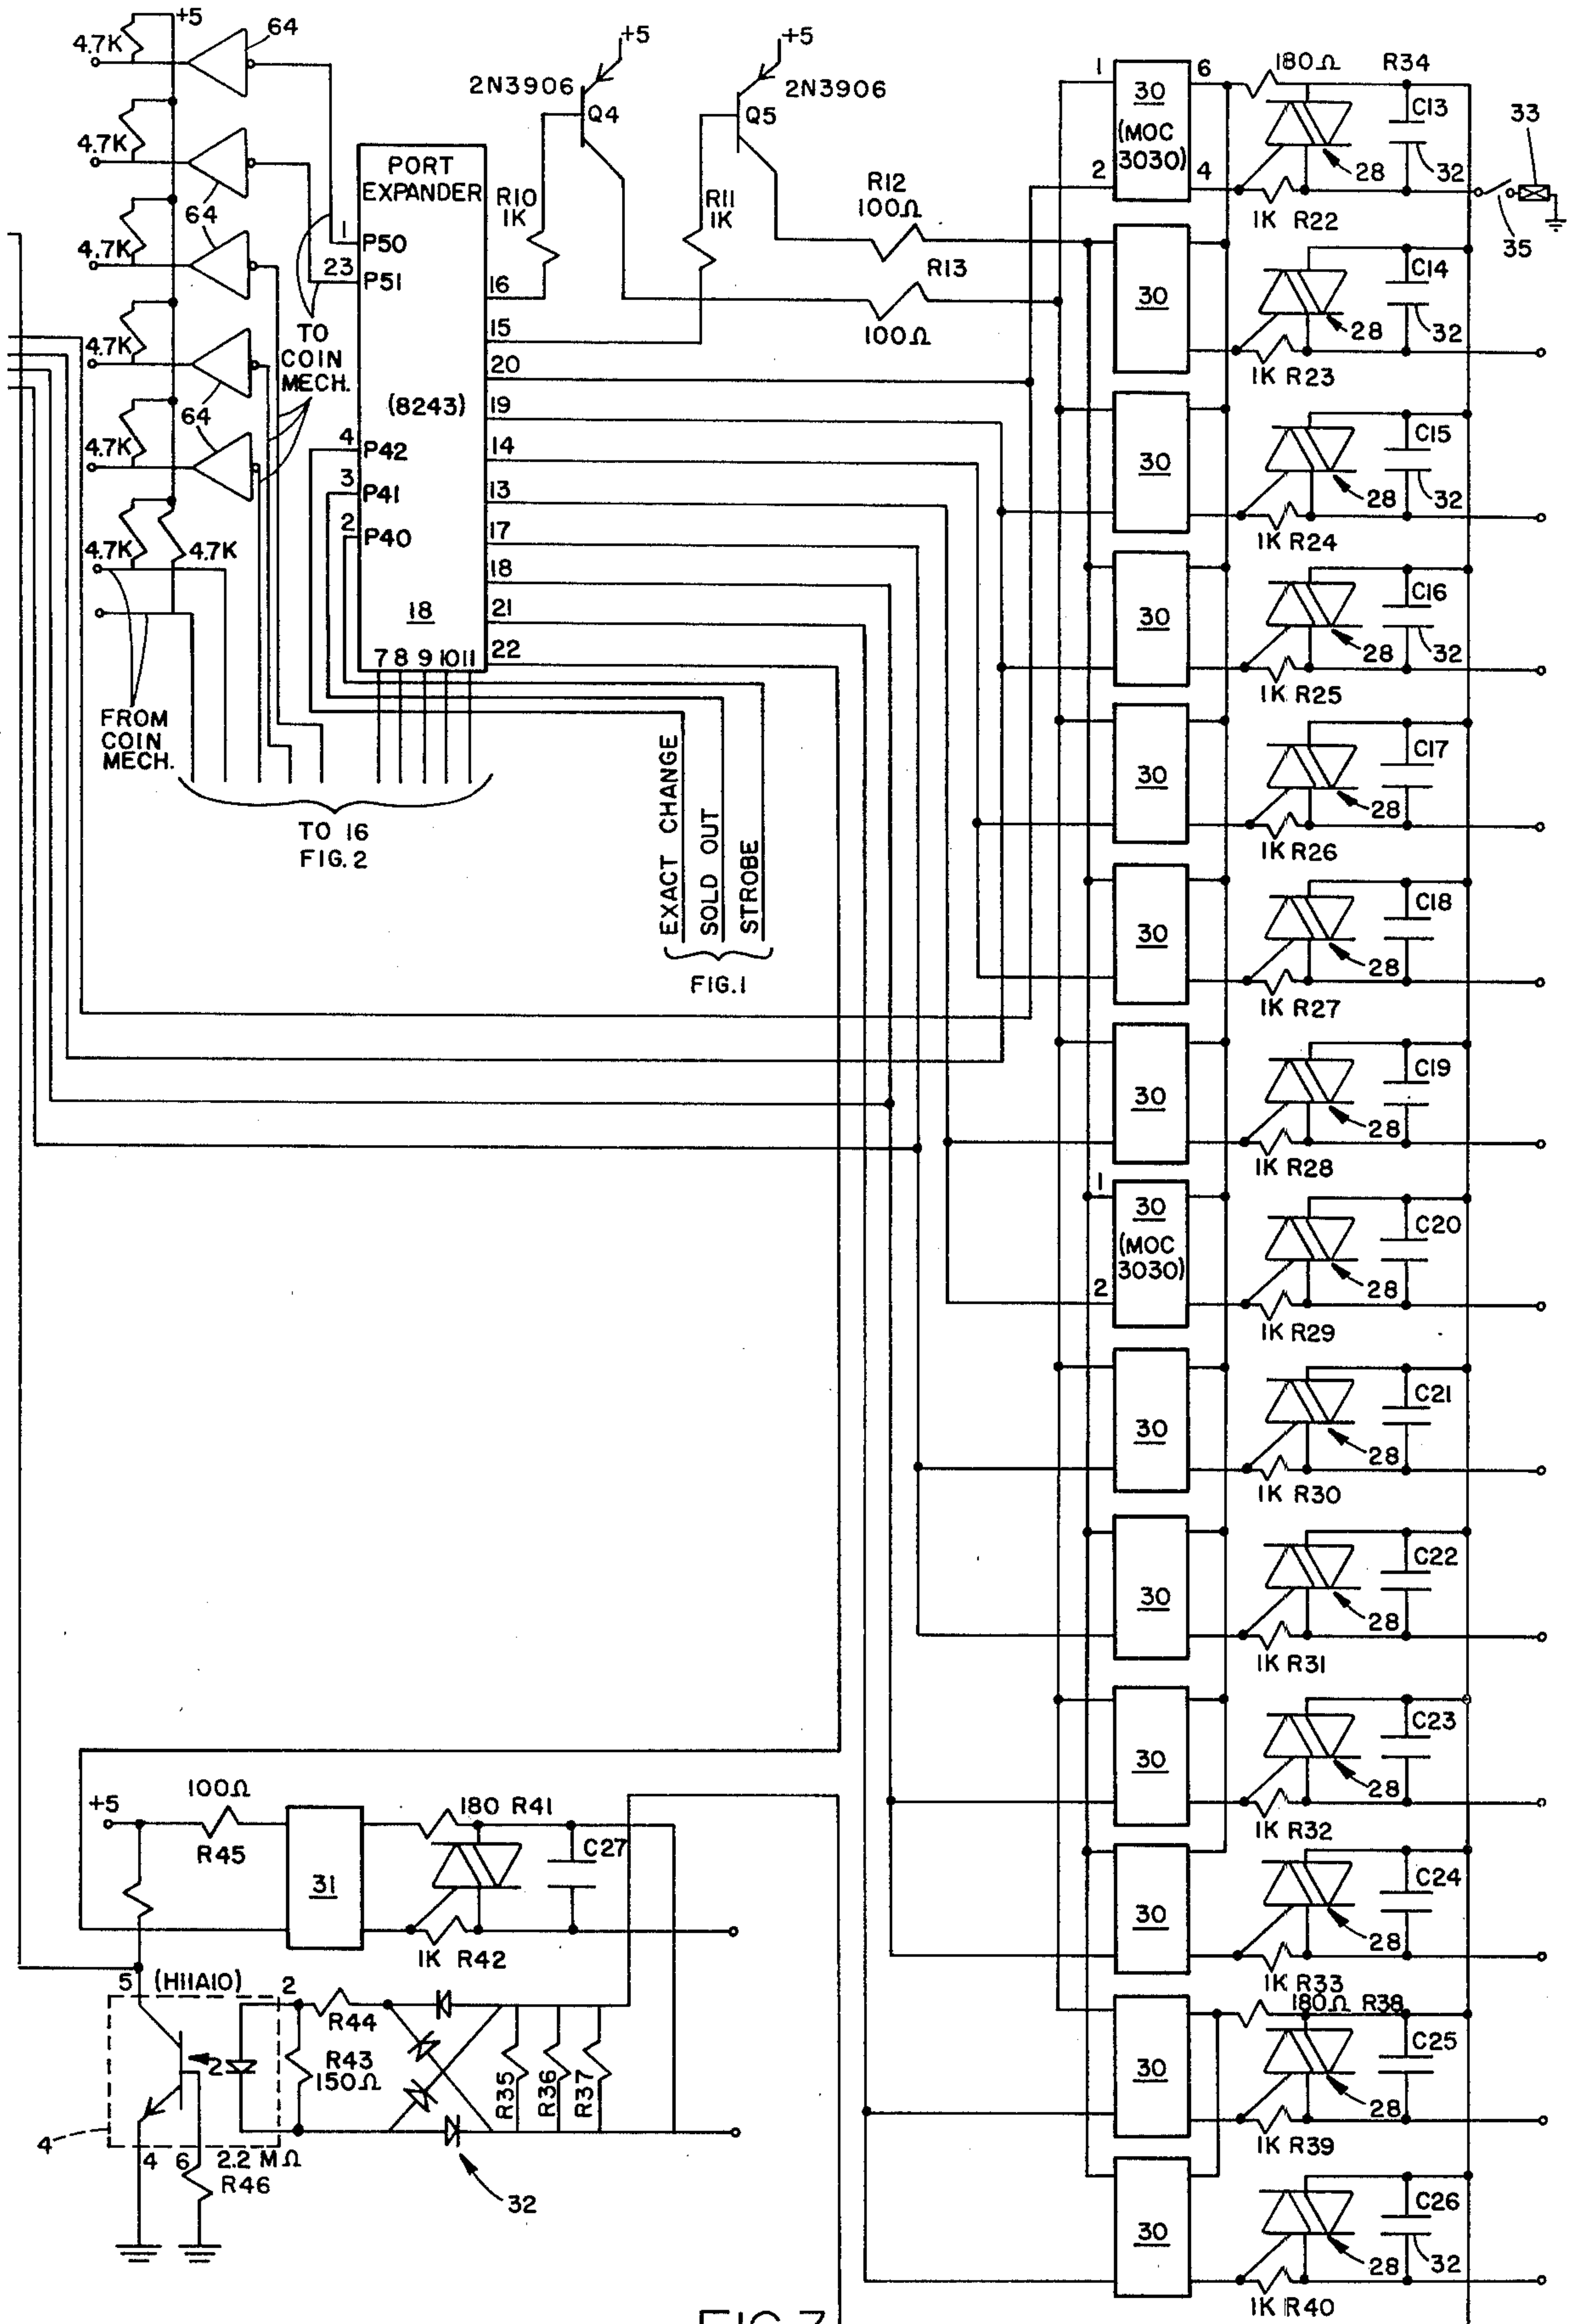 +5
64
4.7K
4.7K
64
4.7K
64
4.7K
64
4.7K
4.7K
4.7K
FROM
COIN
MECH.
TO
COIN
MECH.
TO 16
FIG. 2
PORT
EXPANDER
1
P50
23
P51
(8243)
4
P42
3
P41
2
P40
18
7 8 9 10 11
16
15
20
19
14
13
17
18
21
22
+5
2N3906
Q4
R10
1K
+5
2N3906
Q5
R11
1K
R12
100Ω
R13
100Ω
EXACT CHANGE
SOLD OUT
STROBE
FIG. 1
1
30
(MOC
3030)
6
2
4
180Ω
R34
C13
28
32
33
35
1K R22
30
C14
28
32
1K R23
30
C15
28
32
1K R24
30
C16
28
32
1K R25
30
C17
28
1K R26
30
C18
28
1K R27
30
C19
28
1K R28
1
30
(MOC
3030)
2
C20
28
1K R29
30
C21
28
1K R30
30
C22
28
1K R31
30
C23
28
1K R32
30
C24
28
1K R33
180Ω R38
30
C25
28
1K R39
30
C26
28
32
1K R40
+5
100Ω
R45
31
180 R41
C27
1K R42
5
(H11A10)
2
R44
R43
150Ω
2
R35
R36
R37
4
4
6
2.2 MΩ
R46
32